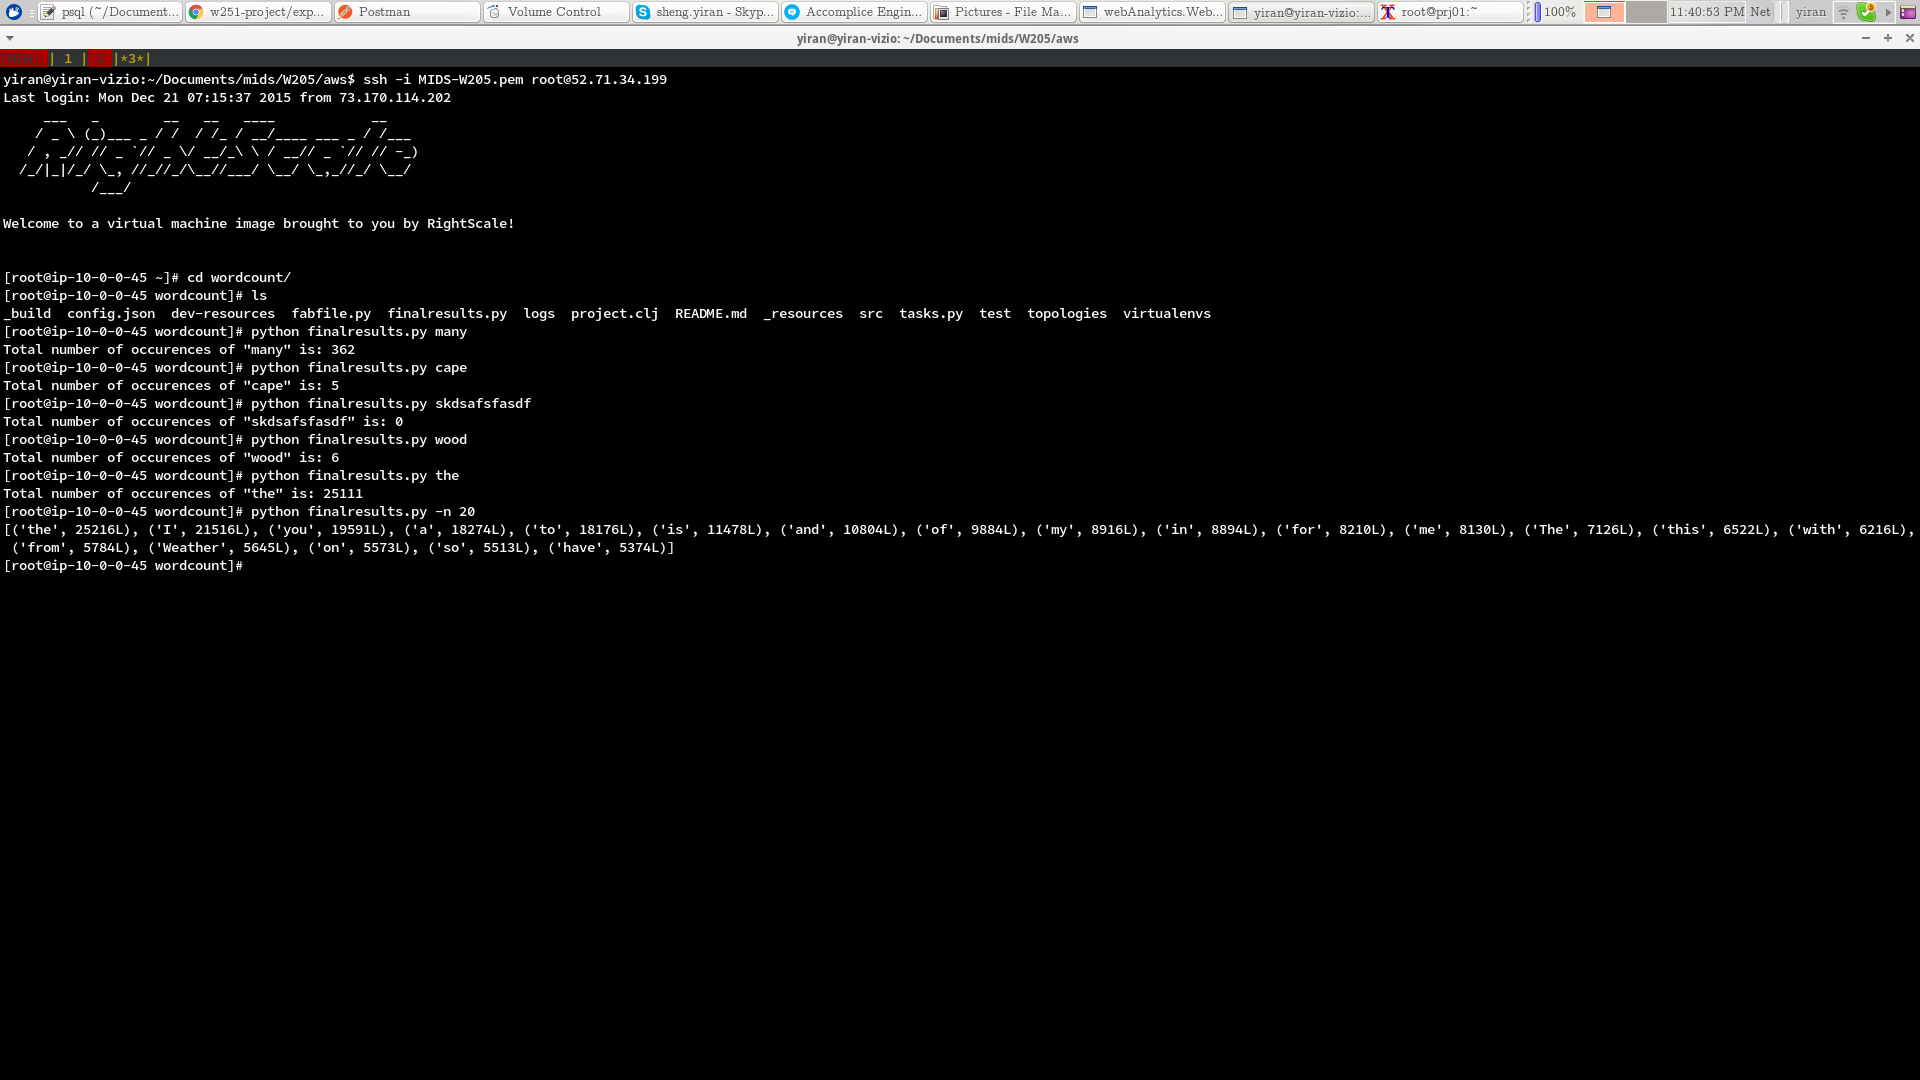 psql (~/Document... w251-project/exp... Postman Volume Control sheng.yiran - Skyp... Accomplice Engin... Pictures - File Ma... webAnalytics.Web... yiran@yiran-vizio:... root@prj01:~ 100% 11:40:53 PM Net yiran
yiran@yiran-vizio: ~/Documents/mids/W205/aws
| 1 | 2 |*3*|
yiran@yiran-vizio:~/Documents/mids/W205/aws$ ssh -i MIDS-W205.pem root@52.71.34.199
Last login: Mon Dec 21 07:15:37 2015 from 73.170.114.202
Welcome to a virtual machine image brought to you by RightScale!
[root@ip-10-0-0-45 ~]# cd wordcount/
[root@ip-10-0-0-45 wordcount]# ls
_build  config.json  dev-resources  fabfile.py  finalresults.py  logs  project.clj  README.md  _resources  src  tasks.py  test  topologies  virtualenvs
[root@ip-10-0-0-45 wordcount]# python finalresults.py many
Total number of occurences of "many" is: 362
[root@ip-10-0-0-45 wordcount]# python finalresults.py cape
Total number of occurences of "cape" is: 5
[root@ip-10-0-0-45 wordcount]# python finalresults.py skdsafsfasdf
Total number of occurences of "skdsafsfasdf" is: 0
[root@ip-10-0-0-45 wordcount]# python finalresults.py wood
Total number of occurences of "wood" is: 6
[root@ip-10-0-0-45 wordcount]# python finalresults.py the
Total number of occurences of "the" is: 25111
[root@ip-10-0-0-45 wordcount]# python finalresults.py -n 20
[('the', 25216L), ('I', 21516L), ('you', 19591L), ('a', 18274L), ('to', 18176L), ('is', 11478L), ('and', 10804L), ('of', 9884L), ('my', 8916L), ('in', 8894L), ('for', 8210L), ('me', 8130L), ('The', 7126L), ('this', 6522L), ('with', 6216L),
('from', 5784L), ('Weather', 5645L), ('on', 5573L), ('so', 5513L), ('have', 5374L)]
[root@ip-10-0-0-45 wordcount]#